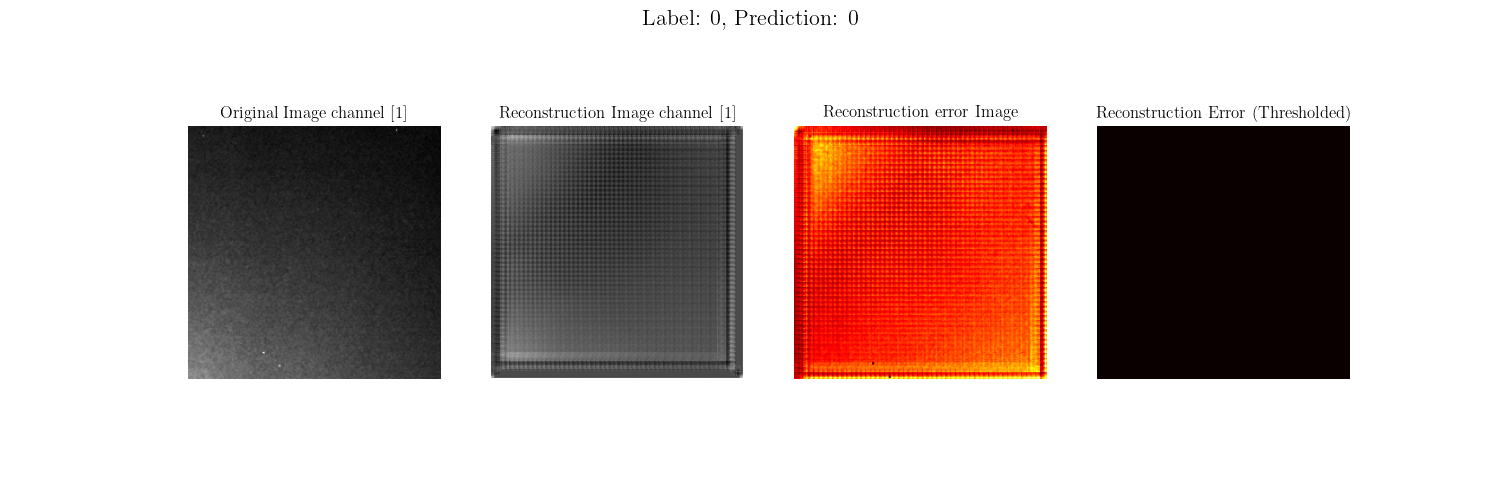 Label: 0, Prediction: 0
Original Image channel [1]
Reconstruction Image channel [1]
Reconstruction error Image
Reconstruction Error (Thresholded)